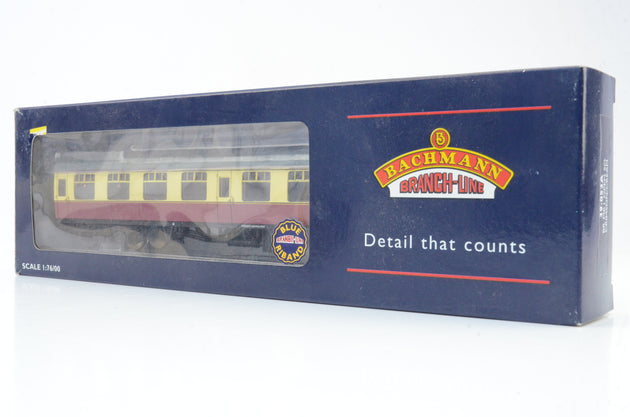 BACHMANN
BRANCH-LINE
Detail that counts
BLUE
RIBAND
SCALE 1:76/00